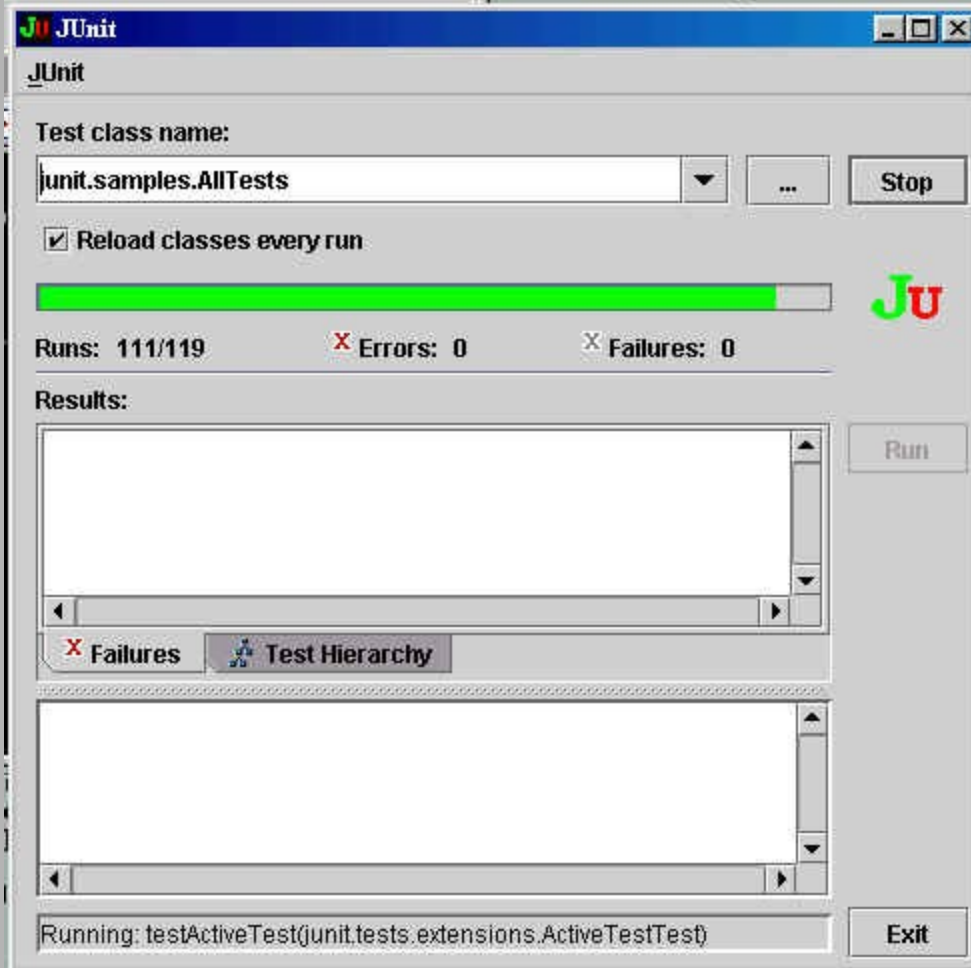 JU JUnit
JUnit
Test class name:
junit.samples.AllTests
...
Stop
Reload classes every run
JU
Runs: 111/119
X Errors: 0
X Failures: 0
Results:
Run
X Failures
Test Hierarchy
Running: testActiveTest(junit.tests.extensions.ActiveTestTest)
Exit